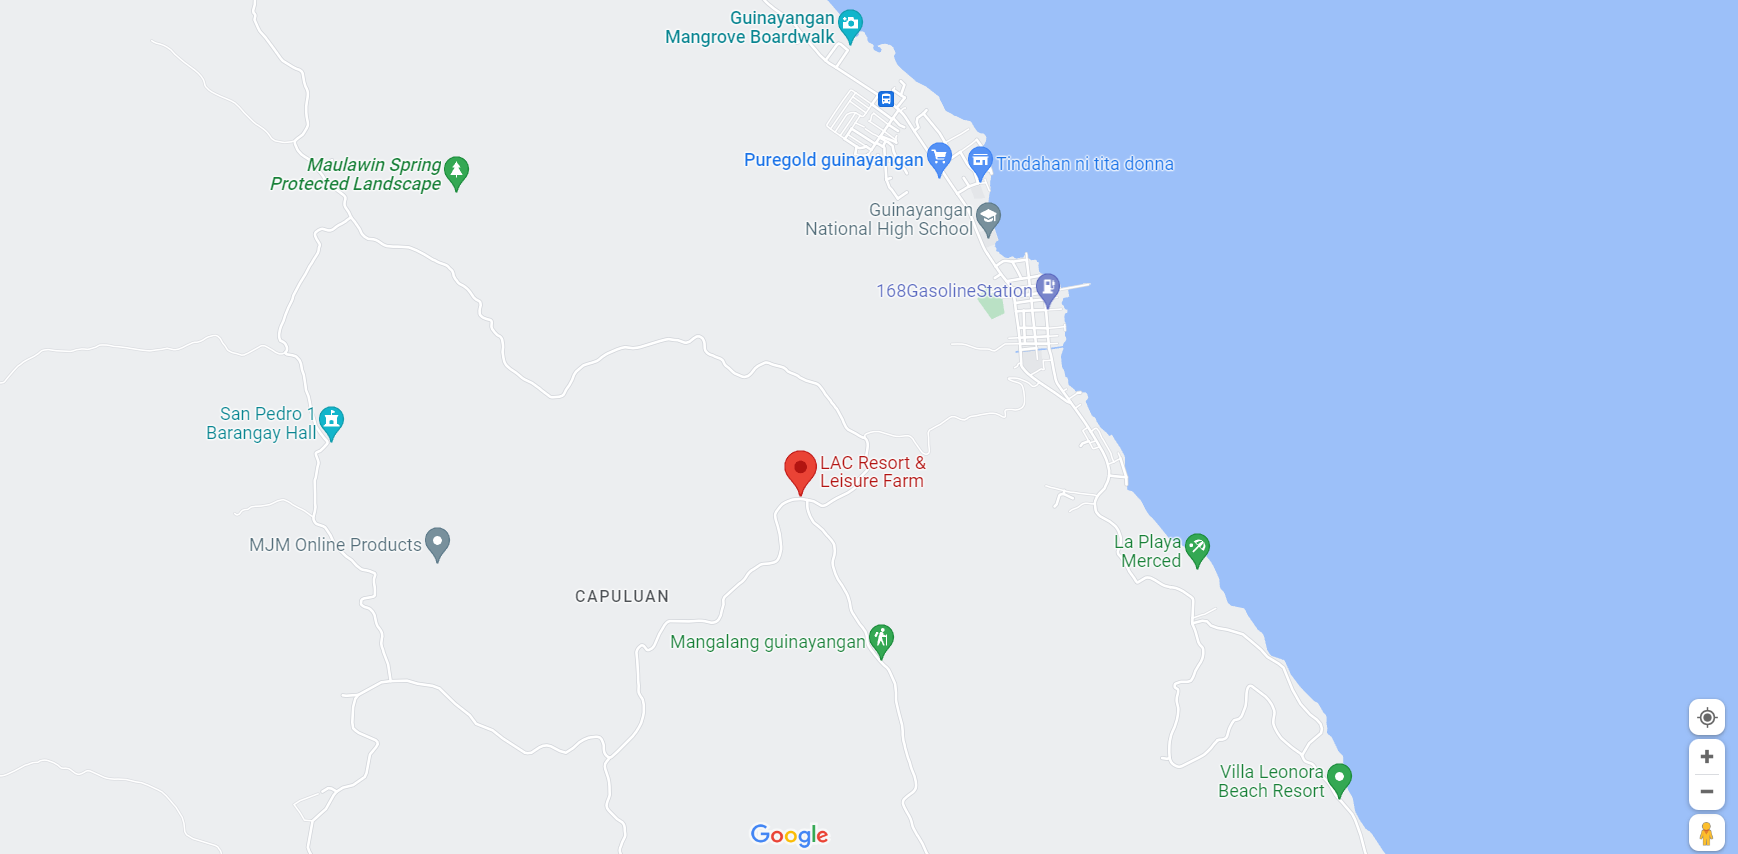 Guinayangan
Mangrove Boardwalk
Maulawin Spring
Protected Landscape
Puregold guinayangan
Tindahan ni tita donna
Guinayangan
National High School
168GasolineStation
San Pedro 1
Barangay Hall
LAC Resort &
Leisure Farm
MJM Online Products
La Playa
Merced
CAPULUAN
Mangalang guinayangan
Villa Leonora
Beach Resort
Google